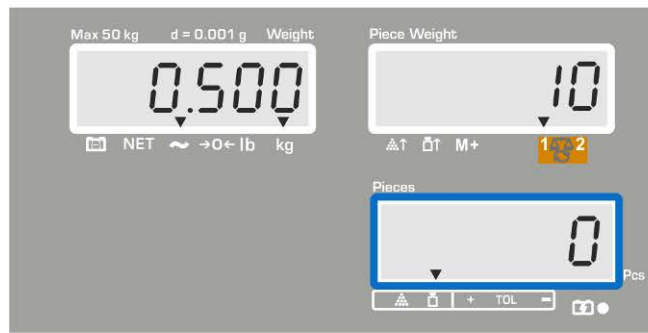 Max 50 kg d = 0.001 g Weight
0.500
NET ~ →0← lb kg
Piece Weight
10
M+ 1 2
Pieces
0
Pcs
+ TOL -